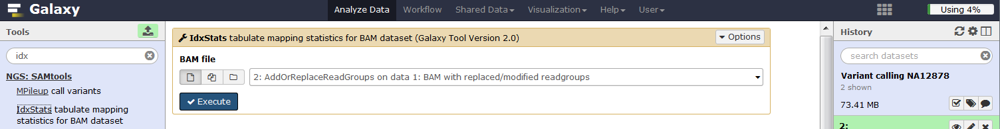 Galaxy
Analyze Data Workflow Shared Data Visualization Help User
Using 4%
Tools
idx
NGS: SAMtools
MPileup call variants
IdxStats tabulate mapping
statistics for BAM dataset
IdxStats tabulate mapping statistics for BAM dataset (Galaxy Tool Version 2.0)
Options
BAM file
2: AddOrReplaceReadGroups on data 1: BAM with replaced/modified readgroups
Execute
History
search datasets
Variant calling NA12878
2 shown
73.41 MB
2: